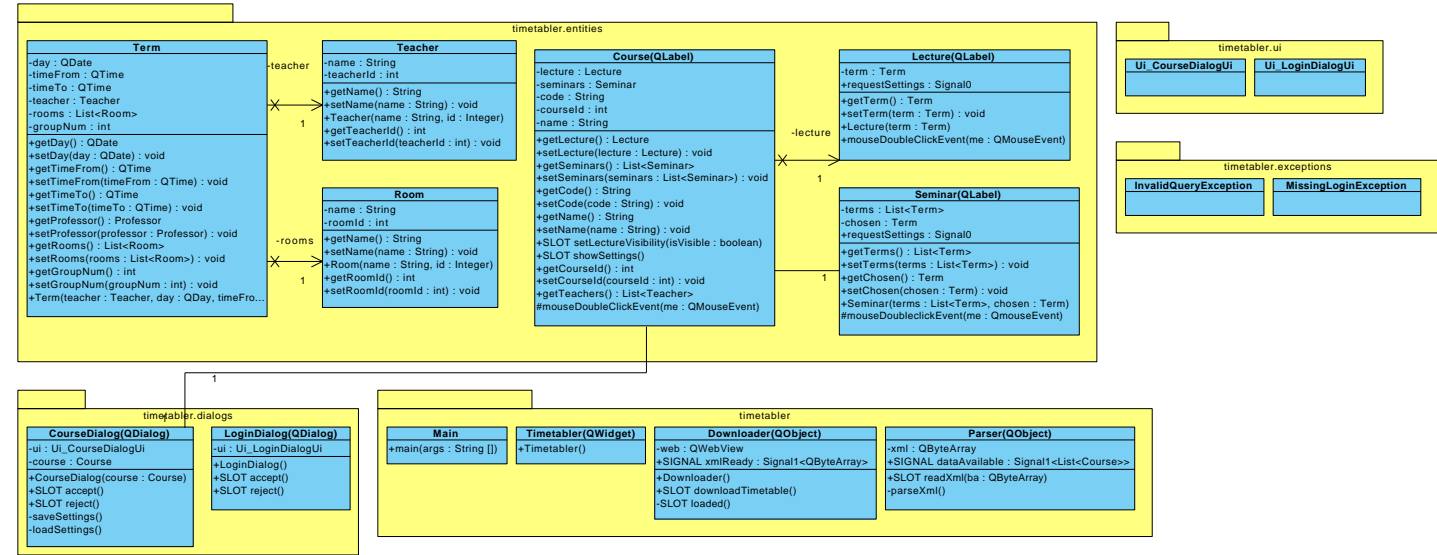 timetabler.entities
Term
-day : QDate
-timeFrom : QTime
-timeTo : QTime
-teacher : Teacher
-rooms : List<Room>
-groupNum : int
+getDay() : QDate
+setDay(day : QDate) : void
+getTimeFrom() : QTime
+setTimeFrom(timeFrom : QTime) : void
+getTimeTo() : QTime
+setTimeTo(timeTo : QTime) : void
+getProfessor() : Professor
+setProfessor(professor : Professor) : void
+getRooms() : List<Room>
+setRooms(rooms : List<Room>) : void
+getGroupNum() : int
+setGroupNum(groupNum : int) : void
+Term(teacher : Teacher, day : QDay, timeFro...
-teacher
1
-rooms
1
Teacher
-name : String
-teacherId : int
+getName() : String
+setName(name : String) : void
+Teacher(name : String, id : Integer)
+getTeacherId() : int
+setTeacherId(teacherId : int) : void
Room
-name : String
-roomId : int
+getName() : String
+setName(name : String) : void
+Room(name : String, id : Integer)
+getRoomId() : int
+setRoomId(roomId : int) : void
Course(QLabel)
-lecture : Lecture
-seminars : Seminar
-code : String
-courseId : int
-name : String
+getLecture() : Lecture
+setLecture(lecture : Lecture) : void
+getSeminars() : List<Seminar>
+setSeminars(seminars : List<Seminar>) : void
+getCode() : String
+setCode(code : String) : void
+getName() : String
+setName(name : String) : void
+SLOT setLectureVisibility(isVisible : boolean)
+SLOT showSettings()
+getCourseId() : int
+setCourseId(courseId : int) : void
+getTeachers() : List<Teacher>
#mouseDoubleClickEvent(me : QMouseEvent)
-lecture
1
1
Lecture(QLabel)
-term : Term
+requestSettings : Signal0
+getTerm() : Term
+setTerm(term : Term) : void
+Lecture(term : Term)
#mouseDoubleClickEvent(me : QMouseEvent)
Seminar(QLabel)
-terms : List<Term>
-chosen : Term
+requestSettings : Signal0
+getTerms() : List<Term>
+setTerms(terms : List<Term>) : void
+getChosen() : Term
+setChosen(chosen : Term) : void
+Seminar(terms : List<Term>, chosen : Term)
#mouseDoubleclickEvent(me : QmouseEvent)
timetabler.ui
Ui_CourseDialogUi
Ui_LoginDialogUi
timetabler.exceptions
InvalidQueryException
MissingLoginException
1
timetabler.dialogs
CourseDialog(QDialog)
-ui : Ui_CourseDialogUi
-course : Course
+CourseDialog(course : Course)
+SLOT accept()
+SLOT reject()
-saveSettings()
-loadSettings()
LoginDialog(QDialog)
-ui : Ui_LoginDialogUi
+LoginDialog()
+SLOT accept()
+SLOT reject()
timetabler
Main
+main(args : String [])
Timetabler(QWidget)
+Timetabler()
Downloader(QObject)
-web : QWebView
+SIGNAL xmlReady : Signal1<QByteArray>
+Downloader()
+SLOT downloadTimetable()
-SLOT loaded()
Parser(QObject)
-xml : QByteArray
+SIGNAL dataAvailable : Signal1<List<Course>>
+SLOT readXml(ba : QByteArray)
-parseXml()